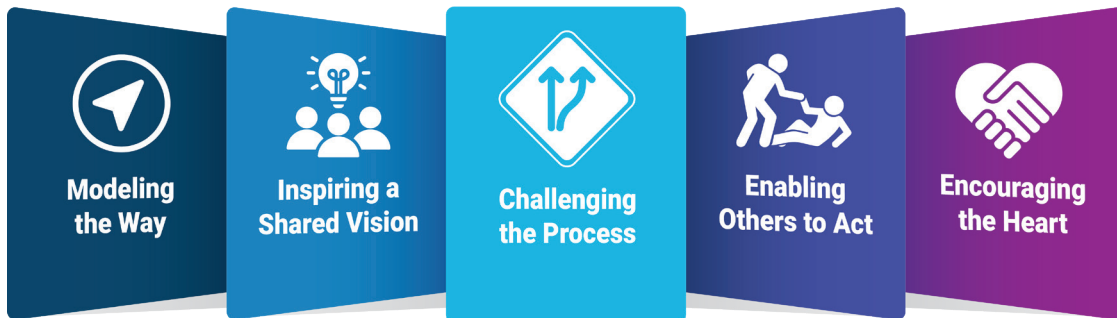 Modeling
the Way
Inspiring a
Shared Vision
Challenging
the Process
Enabling
Others to Act
Encouraging
the Heart